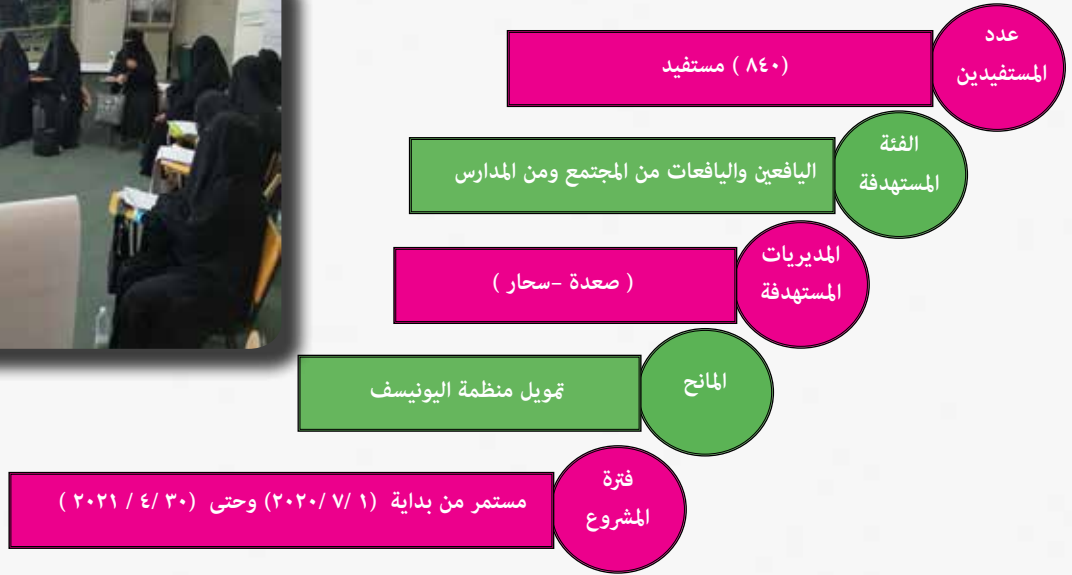 عدد
المستفيدين
(٨٤٠ ) مستفيد
الفئة
المستهدفة
اليافعين واليافعات من المجتمع ومن المدارس
المديريات
المستهدفة
( صعدة -سحار )
المانح
تمويل منظمة اليونيسف
فترة
المشروع
مستمر من بداية (١ /٧ /٢٠٢٠) وحتى (٣٠ /٤ / ٢٠٢١ )